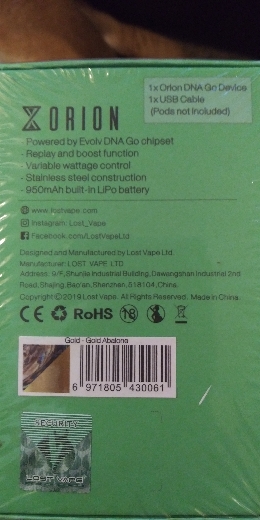 1x Orion DNA Go Device
1x USB Cable
(Pods not Included)
ORION
· Powered by Evolv DNA Go chipset
· Replay and boost function
· Variable wattage control
· Stainless steel construction
· 950mAh built-in LiPo battery
www.lostvape.com
Instagram: Lost_Vape
Facebook.com/LostVapeLtd
Designed and Manufactured by Lost Vape Ltd
Manufacturer: LOST VAPE LTD
Address: 9/F, Shunjie Industrial Building, Dawangshan Industrial 2nd
Road, Shajing, Bao'an, Shenzhen, 518104, China.
Copyright © 2019 Lost Vape. All Rights Reserved. Made in China
CE RoHS 18
Gold - Gold Abalone
6 971805 430061
SECURITY
LOST VAPE